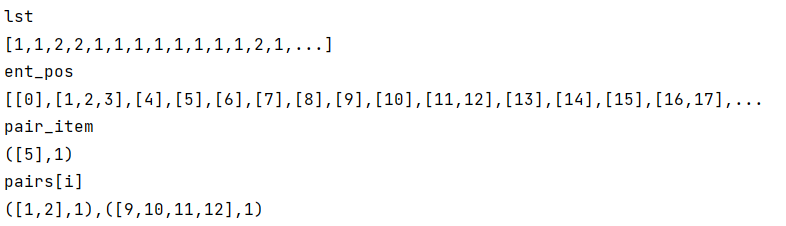 lst
[1,1,2,2,1,1,1,1,1,1,1,1,2,1,...]
ent_pos
[[0],[1,2,3],[4],[5],[6],[7],[8],[9],[10],[11,12],[13],[14],[15],[16,17],...
pair_item
([5],1)
pairs[i]
([1,2],1),([9,10,11,12],1)